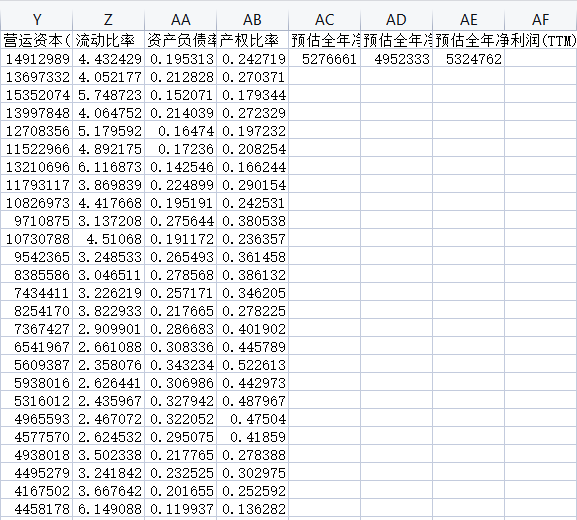 Y Z AA AB AC AD AE AF
营运资本( 流动比率 资产负债率 产权比率 预估全年净 预估全年净 预估全年净利润(TTM)
14912989 4.432429 0.195313 0.242719 5276661 4952333 5324762
13697332 4.052177 0.212828 0.270371
15352074 5.748723 0.152071 0.179344
13997848 4.064752 0.214039 0.272329
12708356 5.179592 0.16474 0.197232
11522966 4.892175 0.17236 0.208254
13210696 6.116873 0.142546 0.166244
11793117 3.869839 0.224899 0.290154
10826973 4.417668 0.195191 0.242531
9710875 3.137208 0.275644 0.380538
10730788 4.51068 0.191172 0.236357
9542365 3.248533 0.265493 0.361458
8385586 3.046511 0.278568 0.386132
7434411 3.226219 0.257171 0.346205
8254170 3.822933 0.217665 0.278225
7367427 2.909901 0.286683 0.401902
6541967 2.661088 0.308336 0.445789
5609387 2.358076 0.343234 0.522613
5938016 2.626441 0.306986 0.442973
5316012 2.435967 0.327942 0.487967
4965593 2.467072 0.322052 0.47504
4577570 2.624532 0.295075 0.41859
4938018 3.502338 0.217765 0.278388
4495279 3.241842 0.232525 0.302975
4167502 3.667642 0.201655 0.252592
4458178 6.149088 0.119937 0.136282